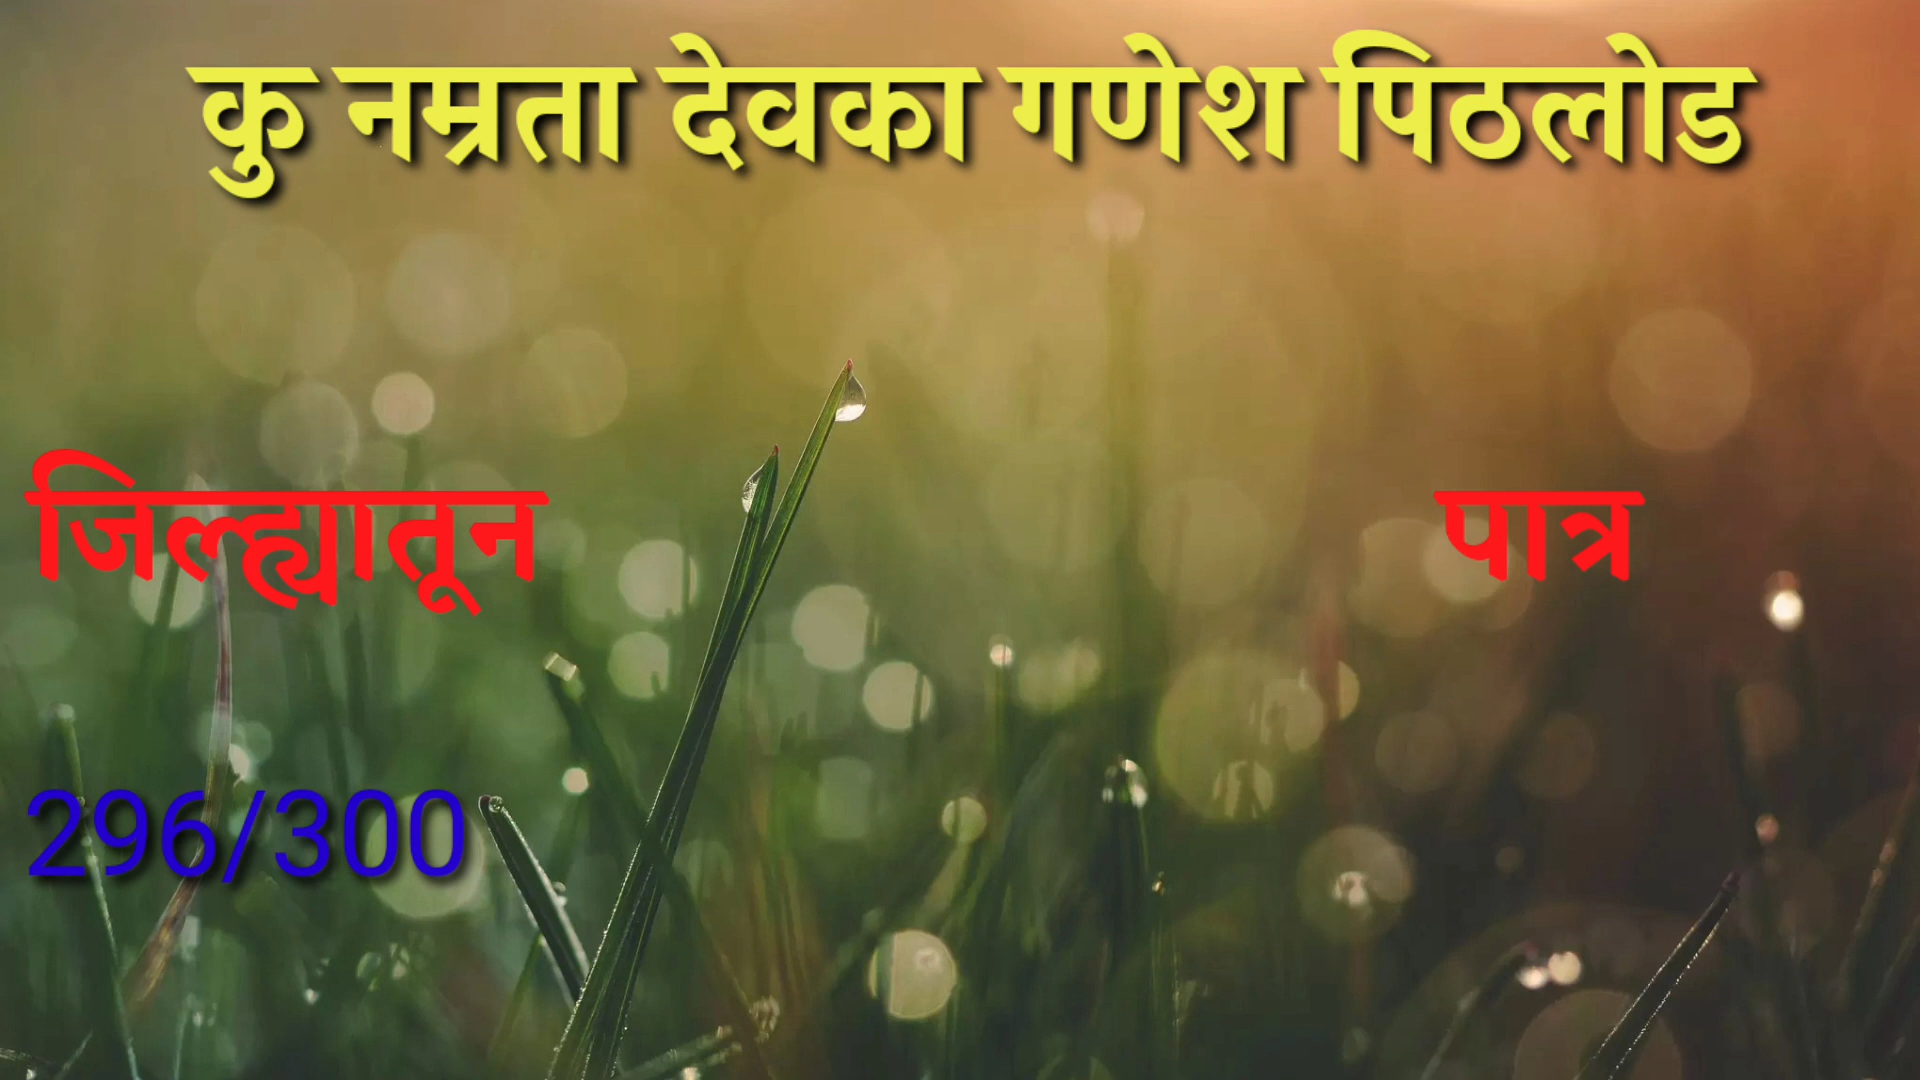 कु नम्रता देवका गणेश पिठलोड
जिल्ह्यातून पात्र
296/300